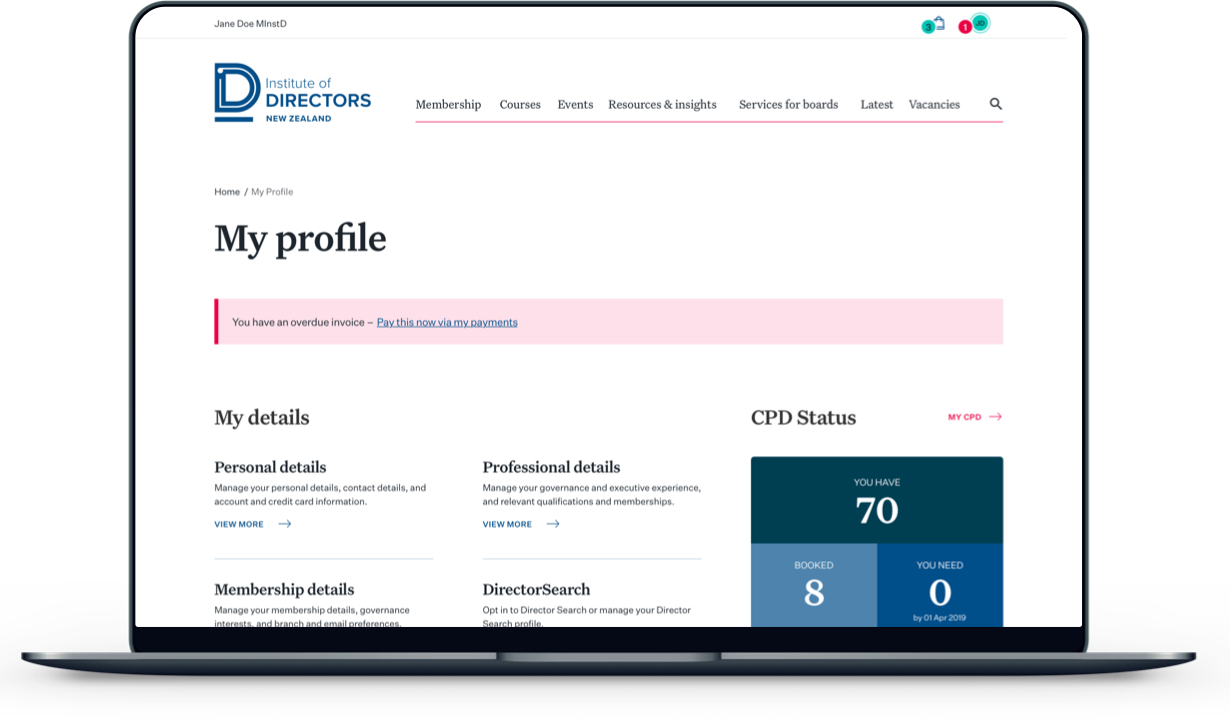 Jane Doe MInstD
3
1
JD
Institute of
DIRECTORS
NEW ZEALAND
Membership Courses Events Resources & insights Services for boards Latest Vacancies
Home / My Profile
My profile
You have an overdue invoice – Pay this now via my payments
My details
Personal details
Manage your personal details, contact details, and
account and credit card information.
VIEW MORE
Professional details
Manage your governance and executive experience,
and relevant qualifications and memberships.
VIEW MORE
Membership details
Manage your membership details, governance
interests, and branch and email preferences.
DirectorSearch
Opt in to Director Search or manage your Director
Search profile.
CPD Status
MY CPD
YOU HAVE
70
BOOKED
8
YOU NEED
0
by 01 Apr 2019